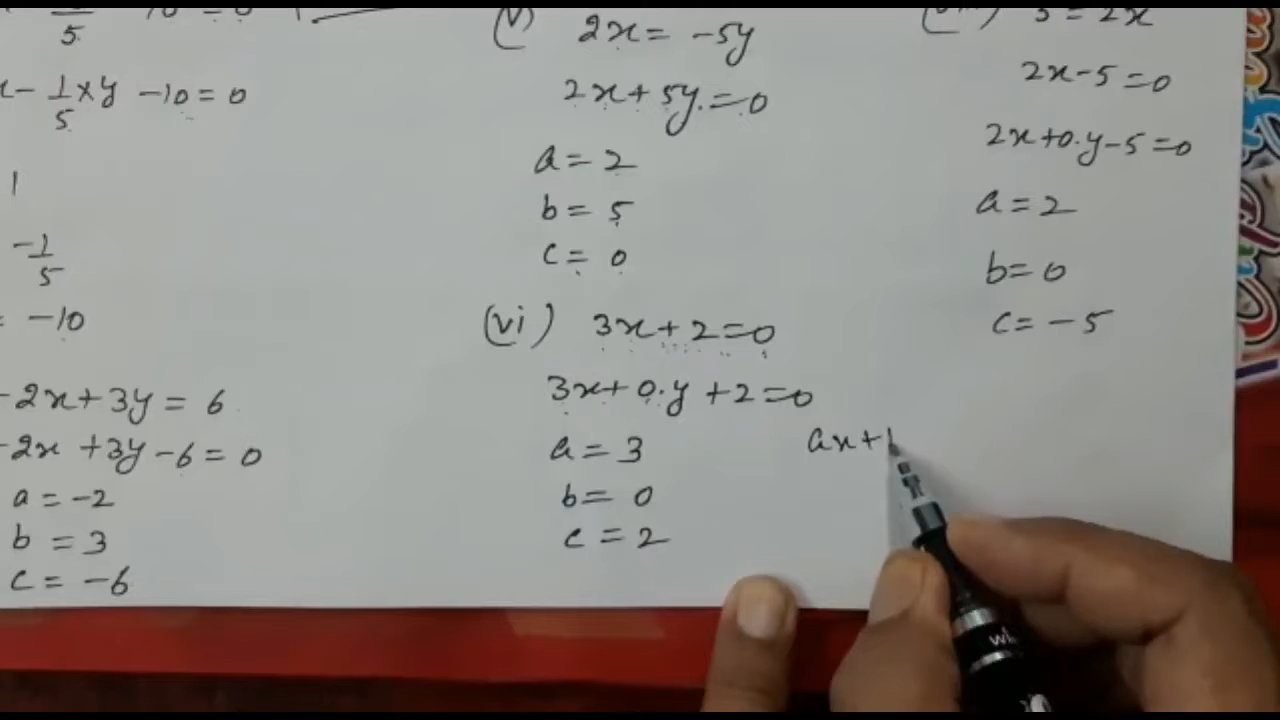 5
x - 1/5 × y - 10 = 0
1
-1/5
= -10
-2x + 3y = 6
-2x + 3y - 6 = 0
a = -2
b = 3
c = -6
(v) 2x = -5y
2x + 5y = 0
a = 2
b = 5
c = 0
(vi) 3x + 2 = 0
3x + 0.y + 2 = 0
a = 3
b = 0
c = 2
5 = 2x
2x - 5 = 0
2x + 0.y - 5 = 0
a = 2
b = 0
c = -5
ax +